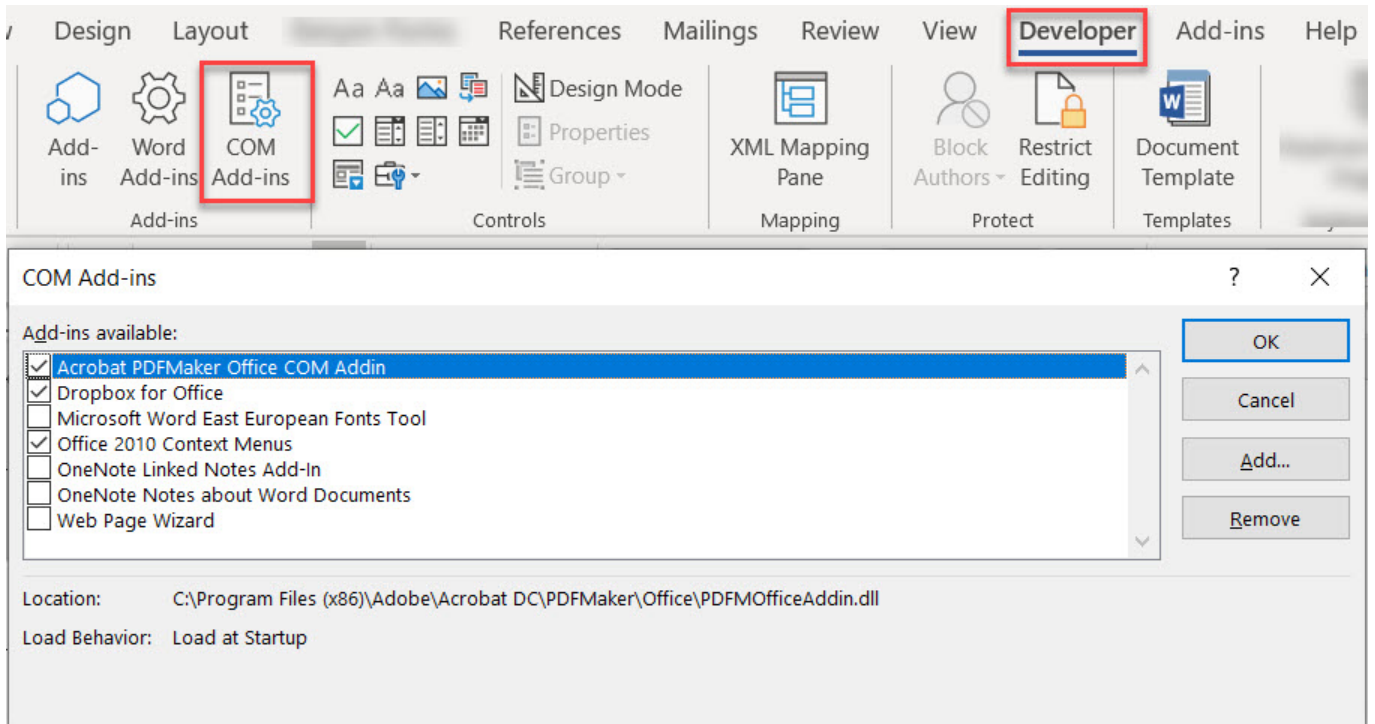 Design Layout References Mailings Review View Developer Add-ins Help
Aa Aa Design Mode
Add-ins Word Add-ins COM Add-ins Properties XML Mapping Pane Block Authors Restrict Editing Document Template
Group
Add-ins Controls Mapping Protect Templates
COM Add-ins ?
Add-ins available:
OK
Acrobat PDFMaker Office COM Addin
Dropbox for Office
Cancel
Microsoft Word East European Fonts Tool
Office 2010 Context Menus
Add...
OneNote Linked Notes Add-In
OneNote Notes about Word Documents
Remove
Web Page Wizard
Location: C:\Program Files (x86)\Adobe\Acrobat DC\PDFMaker\Office\PDFMOfficeAddin.dll
Load Behavior: Load at Startup